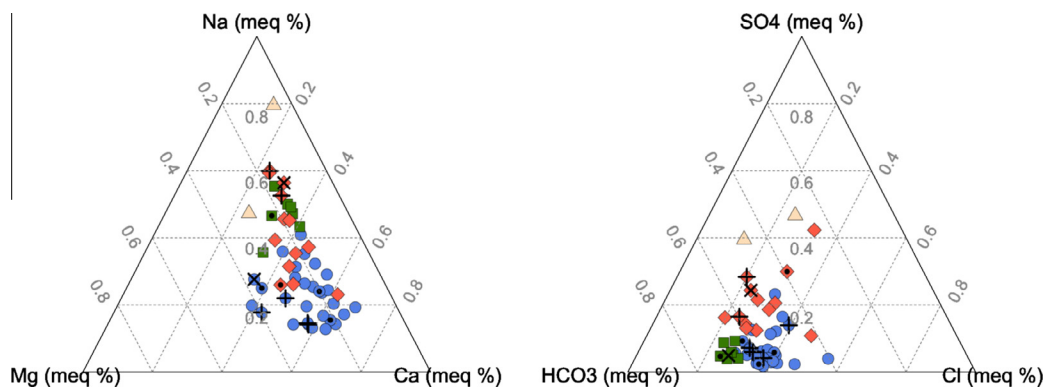 Na (meq %)
SO4 (meq %)
0.2 0.2
0.8
0.4 0.4
0.6
0.6 0.6
0.4
0.8 0.8
0.2
Mg (meq %)
Ca (meq %)
0.2 0.2
0.8
0.4 0.4
0.6
0.6 0.6
0.4
0.8 0.8
0.2
HCO3 (meq %)
Cl (meq %)